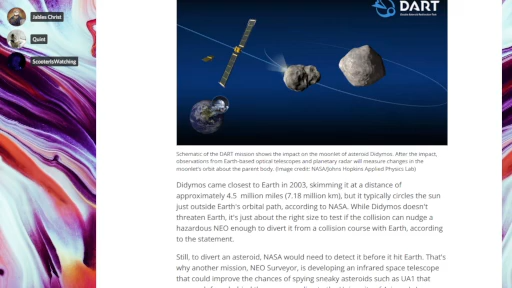 Jables Christ
Quint
ScooterIsWatching
DART
Double Asteroid Redirection Test
Schematic of the DART mission shows the impact on the moonlet of asteroid Didymos. After the impact,
observations from Earth-based optical telescopes and planetary radar will measure changes in the
moonlet's orbit about the parent body. (Image credit: NASA/Johns Hopkins Applied Physics Lab)
Didymos came closest to Earth in 2003, skimming it at a distance of
approximately 4.5 million miles (7.18 million km), but it typically circles the sun
just outside Earth's orbital path, according to NASA. While Didymos doesn't
threaten Earth, it's just about the right size to test if the collision can nudge a
hazardous NEO enough to divert it from a collision course with Earth, according
to the statement.
Still, to divert an asteroid, NASA would need to detect it before it hit Earth. That's
why another mission, NEO Surveyor, is developing an infrared space telescope
that could improve the chances of spying sneaky asteroids such as UA1 that